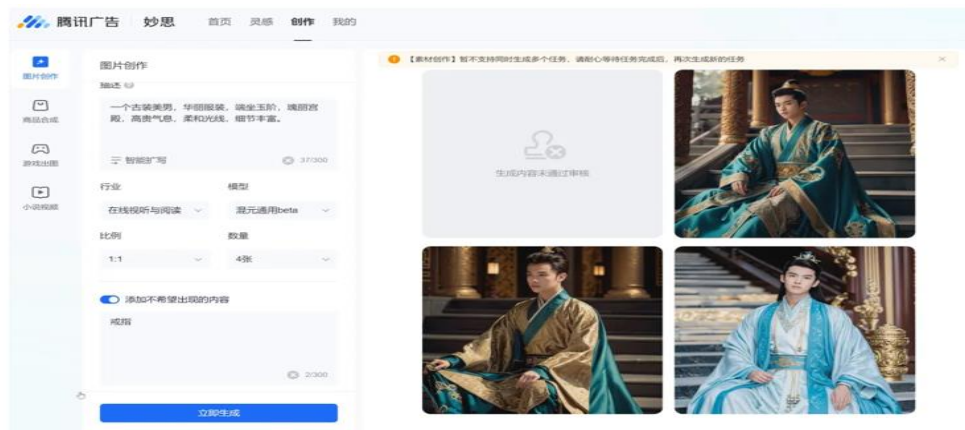 腾讯广告 妙思 首页 灵感 创作 我的
图片创作
商品合成
游戏出图
小说视频
图片创作
描述
一个古装美男，华丽服装，端坐玉阶，瑰丽宫
殿，高贵气息，柔和光线，细节丰富。
智能扩写 37/300
行业 模型
在线视听与阅读 混元通用beta
比例 数量
1:1 4张
添加不希望出现的内容
戒指
2/300
立即生成
【素材创作】暂不支持同时生成多个任务，请耐心等待任务完成后，再次生成新的任务
生成内容未通过审核